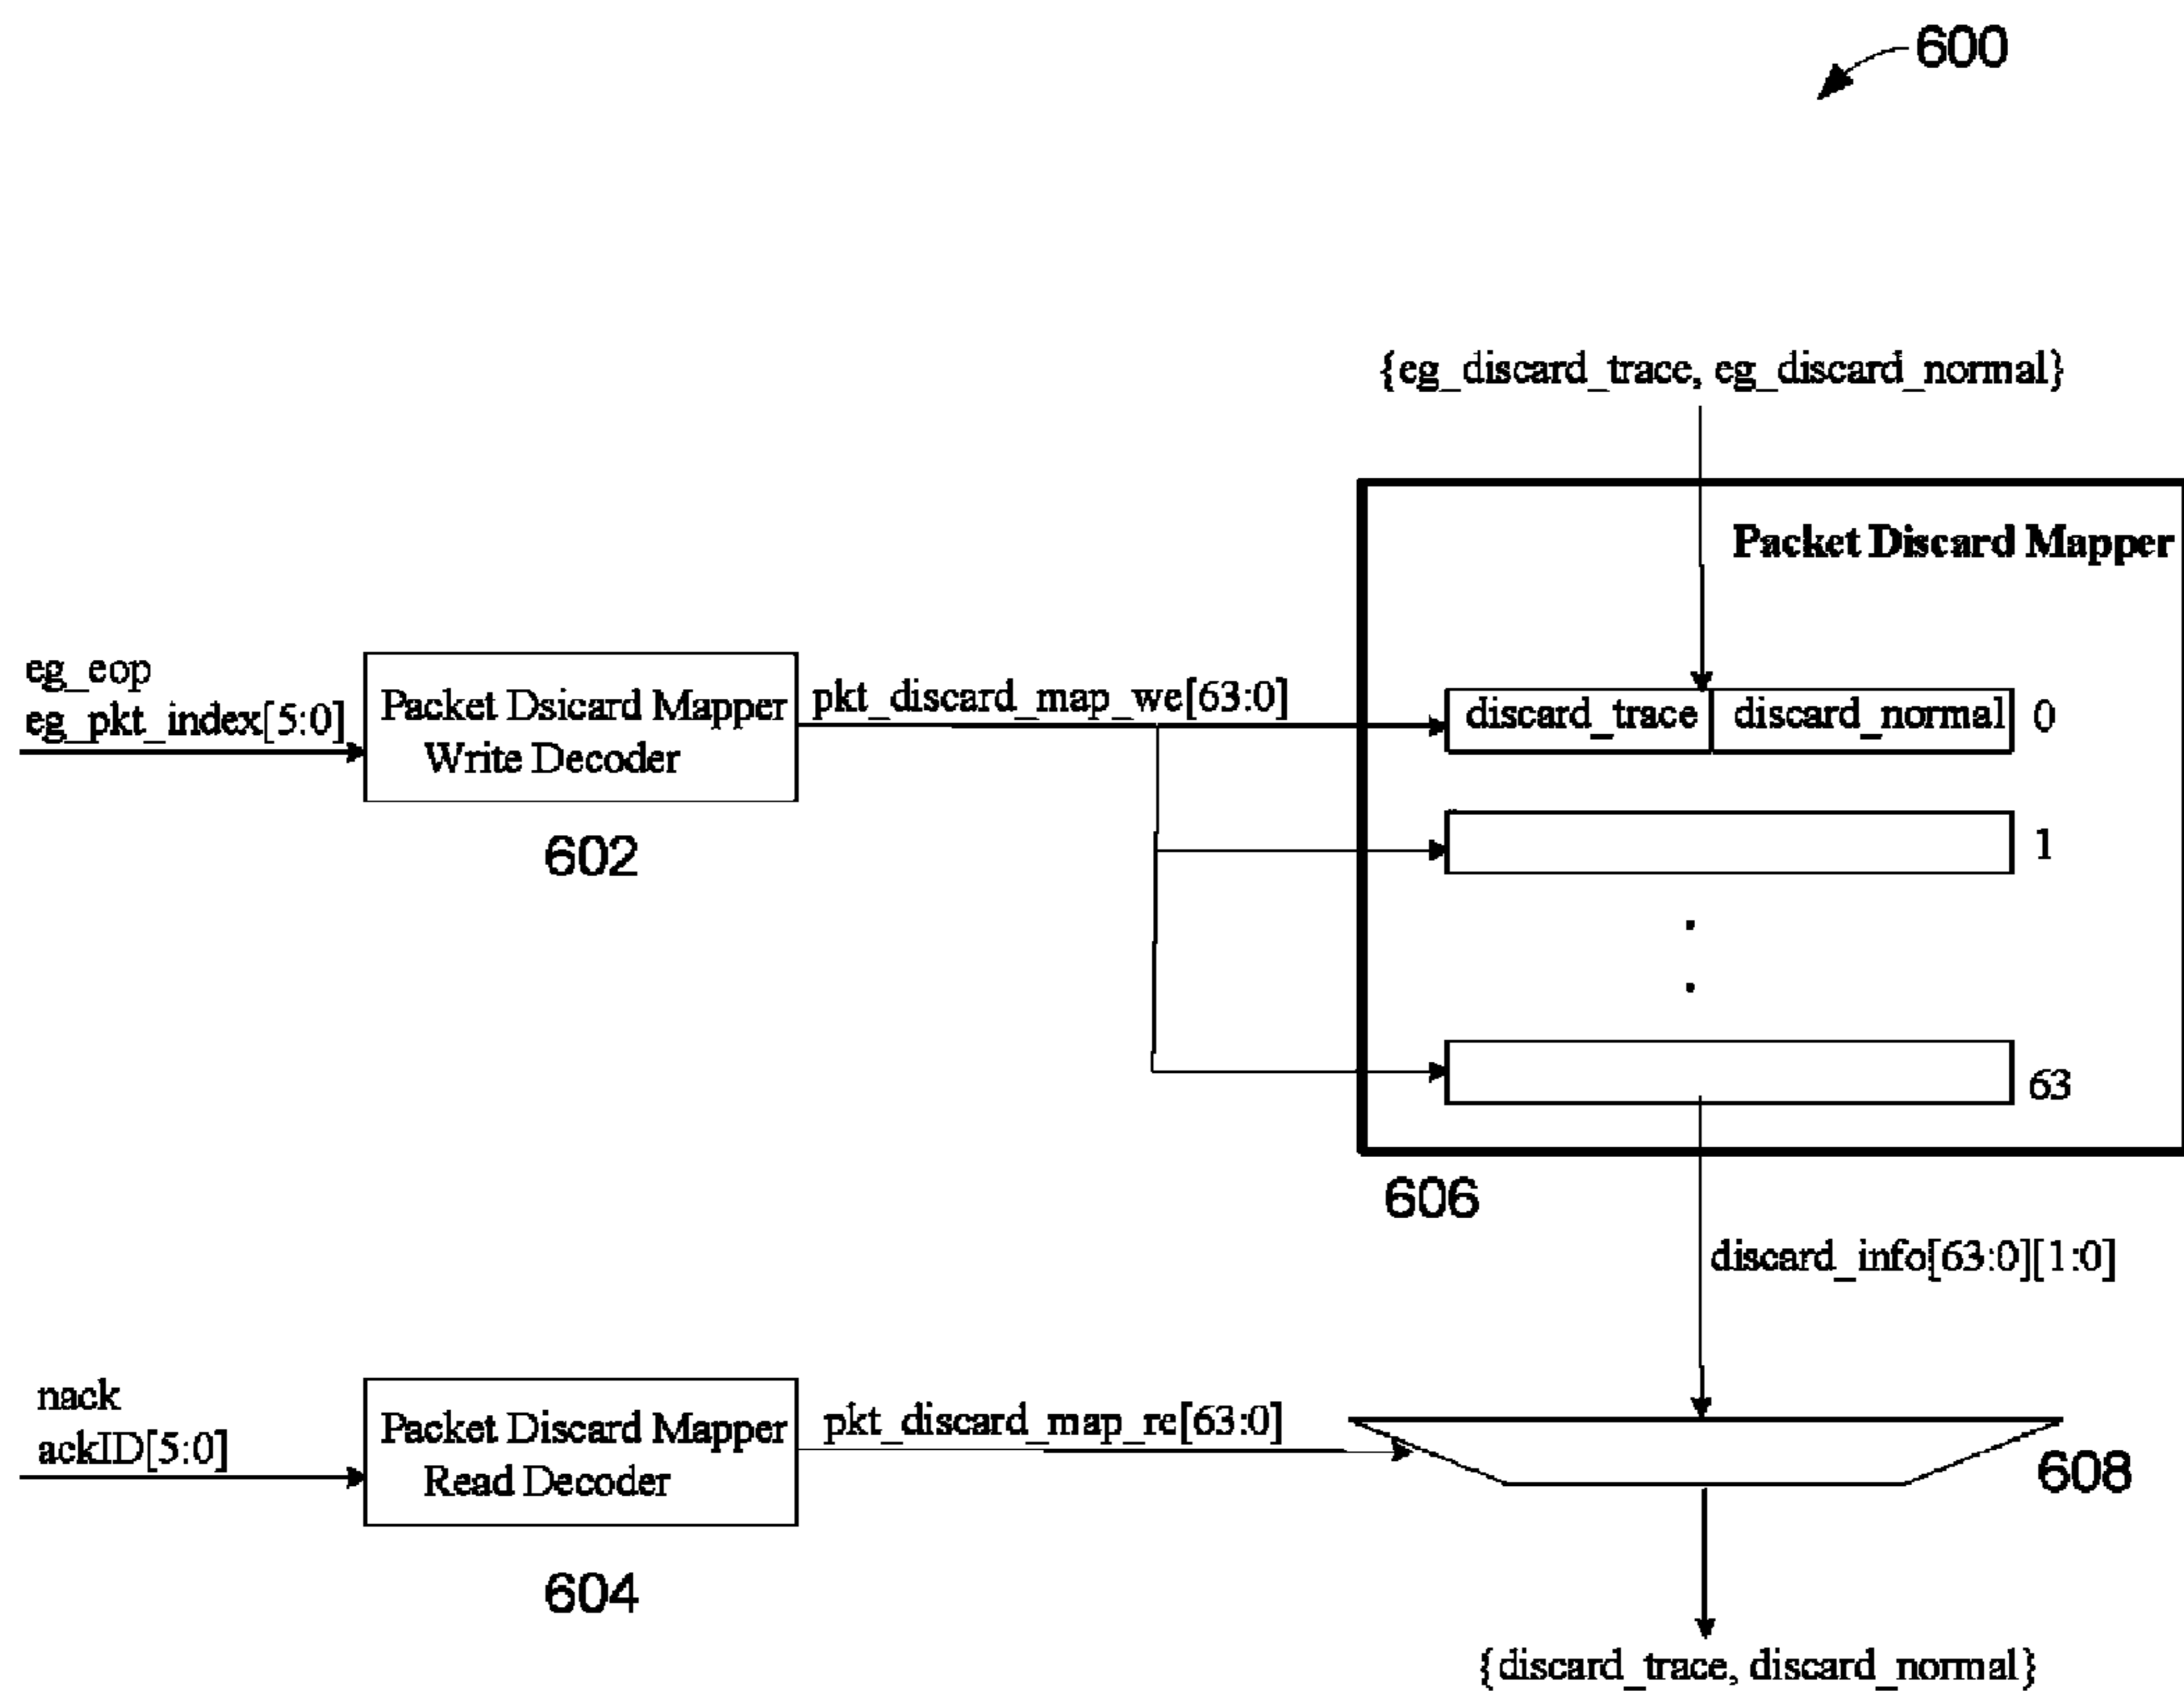 600
{eg_discard_trace, eg_discard_normal}
Packet Discard Mapper
eg_eop
eg_pkt_index[5:0]
Packet Dsicard Mapper
Write Decoder
602
pkt_discard_map_we[63:0]
discard_trace discard_normal 0
1
63
606
discard_info[63:0][1:0]
nack
ackID[5:0]
Packet Discard Mapper
Read Decoder
604
pkt_discard_map_re[63:0]
608
{discard_trace, discard_normal}